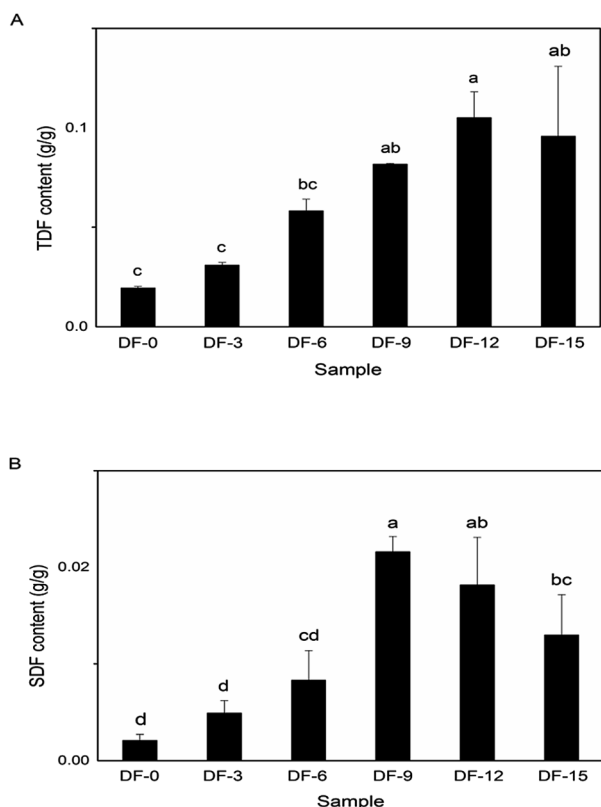 A
TDF content (g/g)
0.1
0.0
c
c
bc
ab
a
ab
DF-0 DF-3 DF-6 DF-9 DF-12 DF-15
Sample
B
SDF content (g/g)
0.02
0.00
d
d
cd
a
ab
bc
DF-0 DF-3 DF-6 DF-9 DF-12 DF-15
Sample